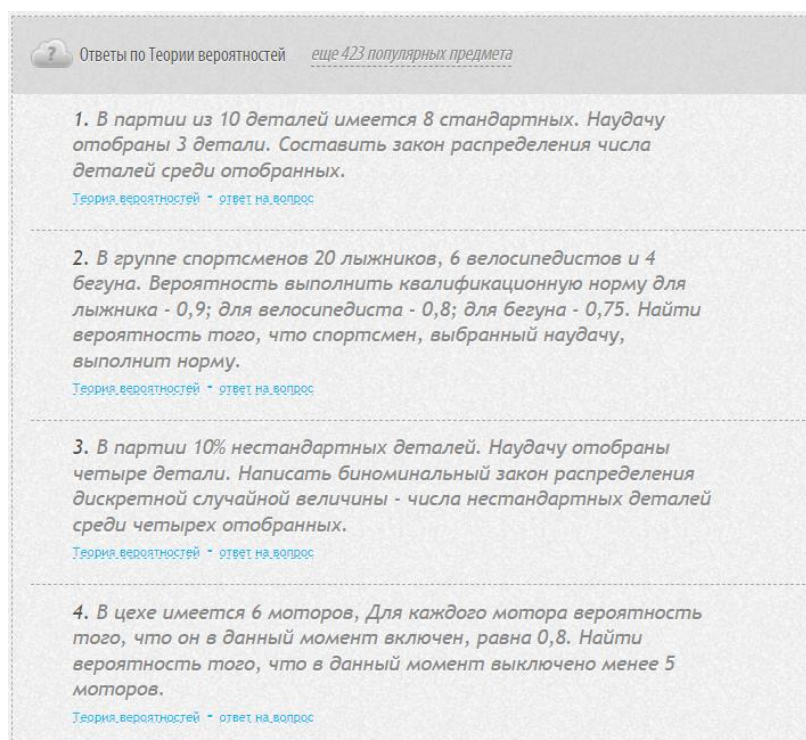 ?
Ответы по Теории вероятностей еще 423 популярных предмета
1. В партии из 10 деталей имеется 8 стандартных. Наудачу
отобраны 3 детали. Составить закон распределения числа
деталей среди отобранных.
Теория вероятностей - ответ на вопрос
2. В группе спортсменов 20 лыжников, 6 велосипедистов и 4
бегуна. Вероятность выполнить квалификационную норму для
лыжника - 0,9; для велосипедиста - 0,8; для бегуна - 0,75. Найти
вероятность того, что спортсмен, выбранный наудачу,
выполнит норму.
Теория вероятностей - ответ на вопрос
3. В партии 10% нестандартных деталей. Наудачу отобраны
четыре детали. Написать биноминальный закон распределения
дискретной случайной величины - числа нестандартных деталей
среди четырех отобранных.
Теория вероятностей - ответ на вопрос
4. В цехе имеется 6 моторов, Для каждого мотора вероятность
того, что он в данный момент включен, равна 0,8. Найти
вероятность того, что в данный момент выключено менее 5
моторов.
Теория вероятностей - ответ на вопрос